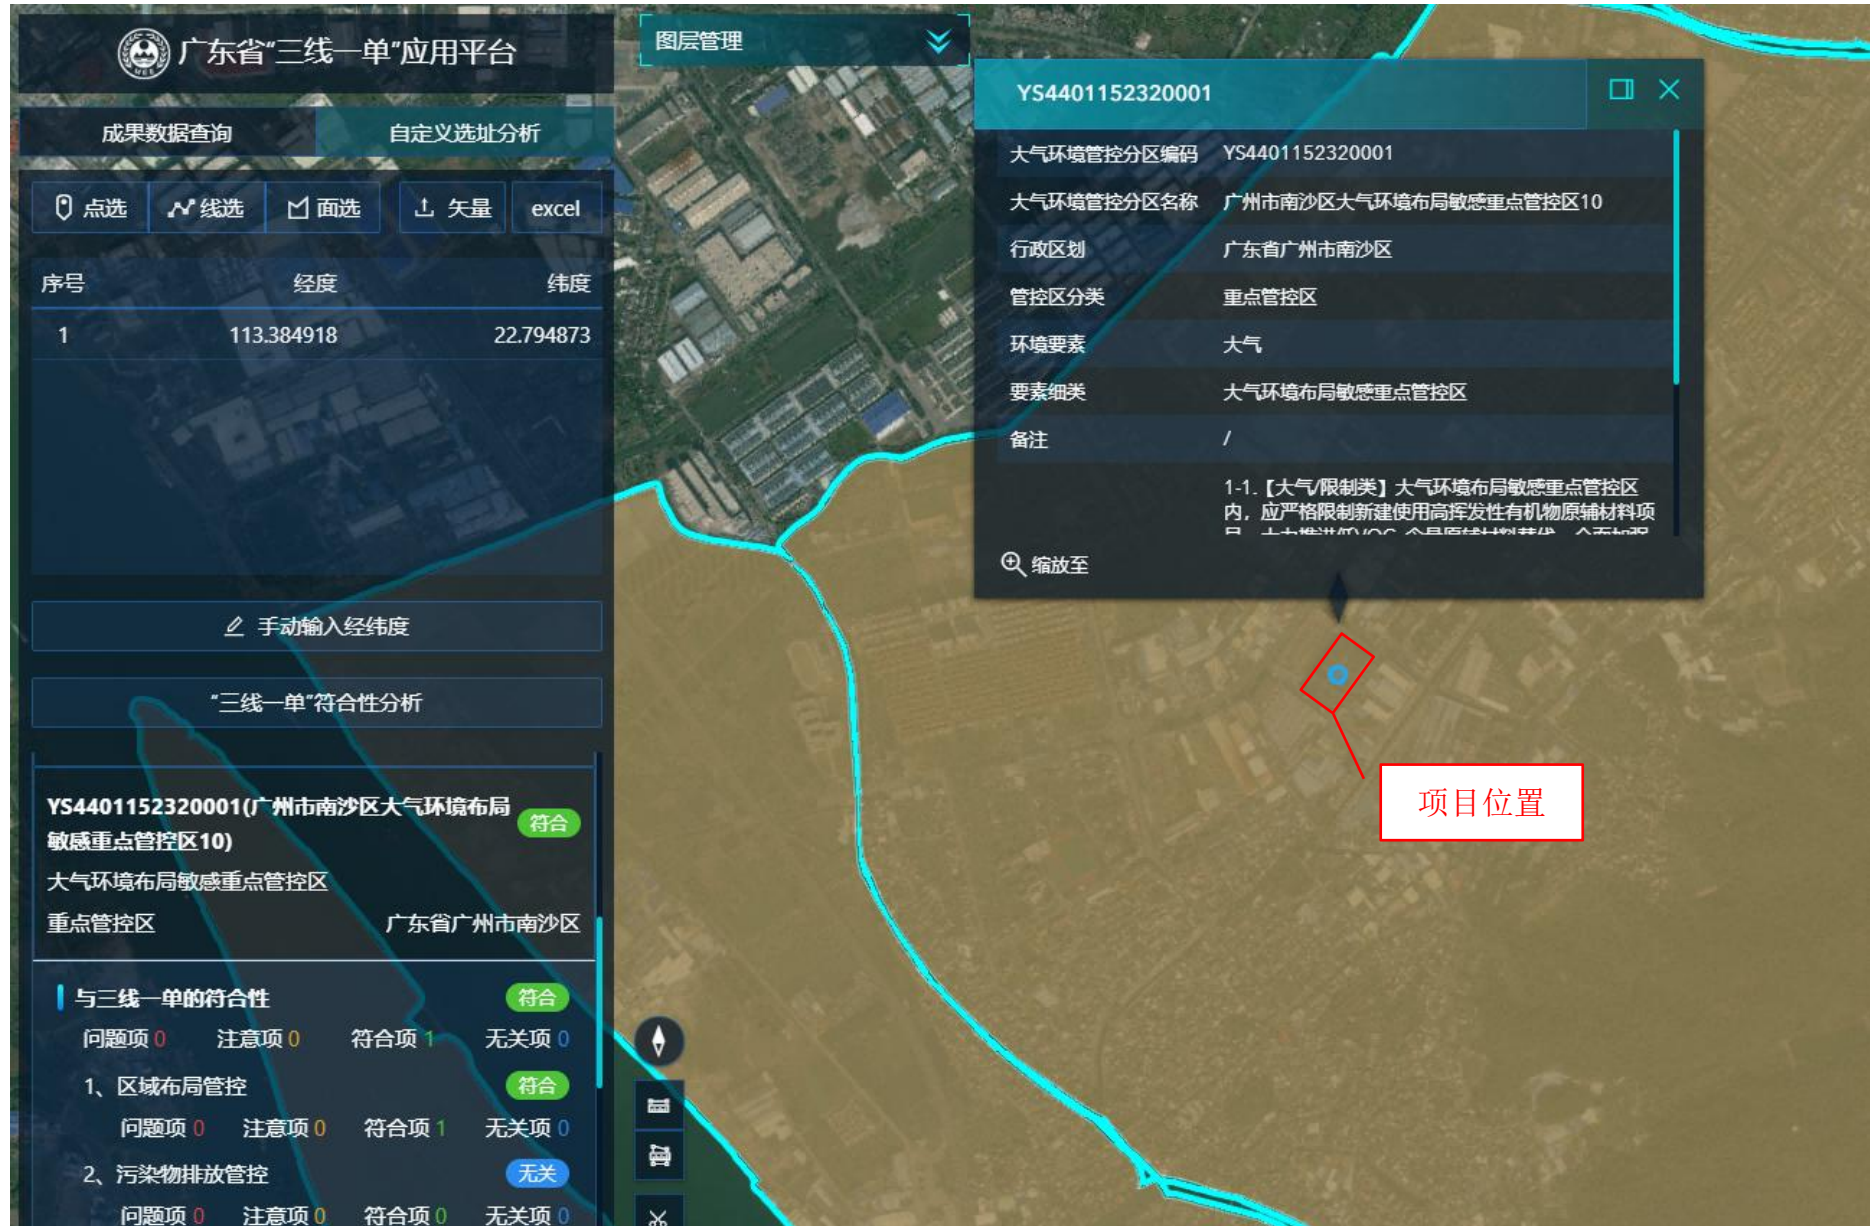 广东省“三线一单”应用平台
成果数据查询
自定义选址分析
点选
线选
面选
矢量
excel
序号 经度 纬度
1 113.384918 22.794873
手动输入经纬度
“三线一单”符合性分析
YS4401152320001(广州市南沙区大气环境布局
敏感重点管控区10)
符合
大气环境布局敏感重点管控区
重点管控区 广东省广州市南沙区
与三线一单的符合性 符合
问题项 0 注意项 0 符合项 1 无关项 0
1、区域布局管控 符合
问题项 0 注意项 0 符合项 1 无关项 0
2、污染物排放管控 无关
问题项 0 注意项 0 符合项 0 无关项 0
图层管理
YS4401152320001
大气环境管控分区编码 YS4401152320001
大气环境管控分区名称 广州市南沙区大气环境布局敏感重点管控区10
行政区划 广东省广州市南沙区
管控区分类 重点管控区
环境要素 大气
要素细类 大气环境布局敏感重点管控区
备注 /
1-1.【大气/限制类】大气环境布局敏感重点管控区
内，应严格限制新建使用高挥发性有机物原辅材料项
缩放至
项目位置